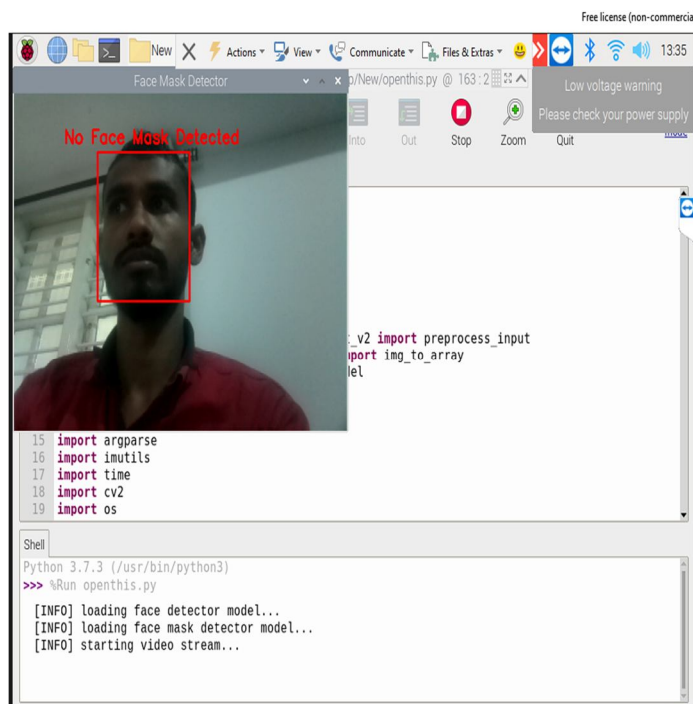 Free license (non-commercia
New
Actions
View
Communicate
Files & Extras
13:35
Face Mask Detector
p/New/openthis.py @ 163 : 2
Low voltage warning
Please check your power supply
No Face Mask Detected
Into
Out
Stop
Zoom
Quit
mode
_v2 import preprocess_input
import img_to_array
del
15 import argparse
16 import imutils
17 import time
18 import cv2
19 import os
Shell
Python 3.7.3 (/usr/bin/python3)
>>> %Run openthis.py
[INFO] loading face detector model...
[INFO] loading face mask detector model...
[INFO] starting video stream...